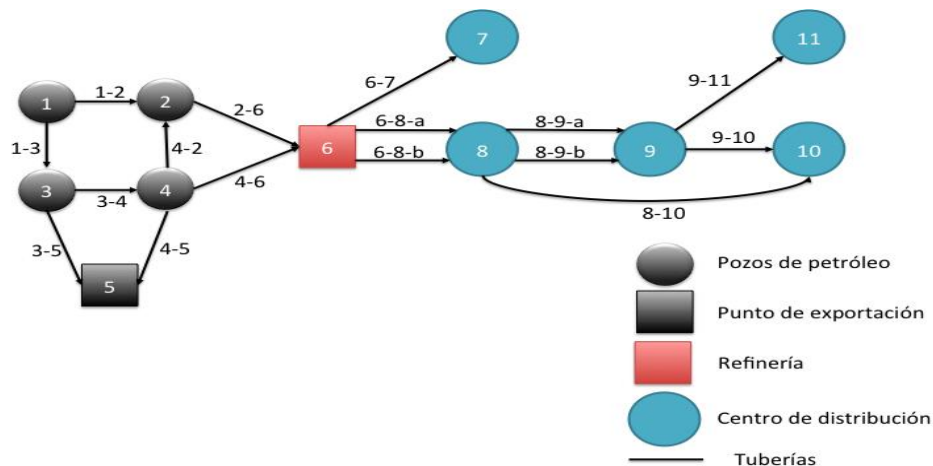 7
11
6-7
9-11
1
1-2
2
2-6
6-8-a
8-9-a
6
8
9
9-10
10
1-3
4-2
6-8-b
8-9-b
3
3-4
4
4-6
8-10
3-5
4-5
5
Pozos de petróleo
Punto de exportación
Refinería
Centro de distribución
Tuberías